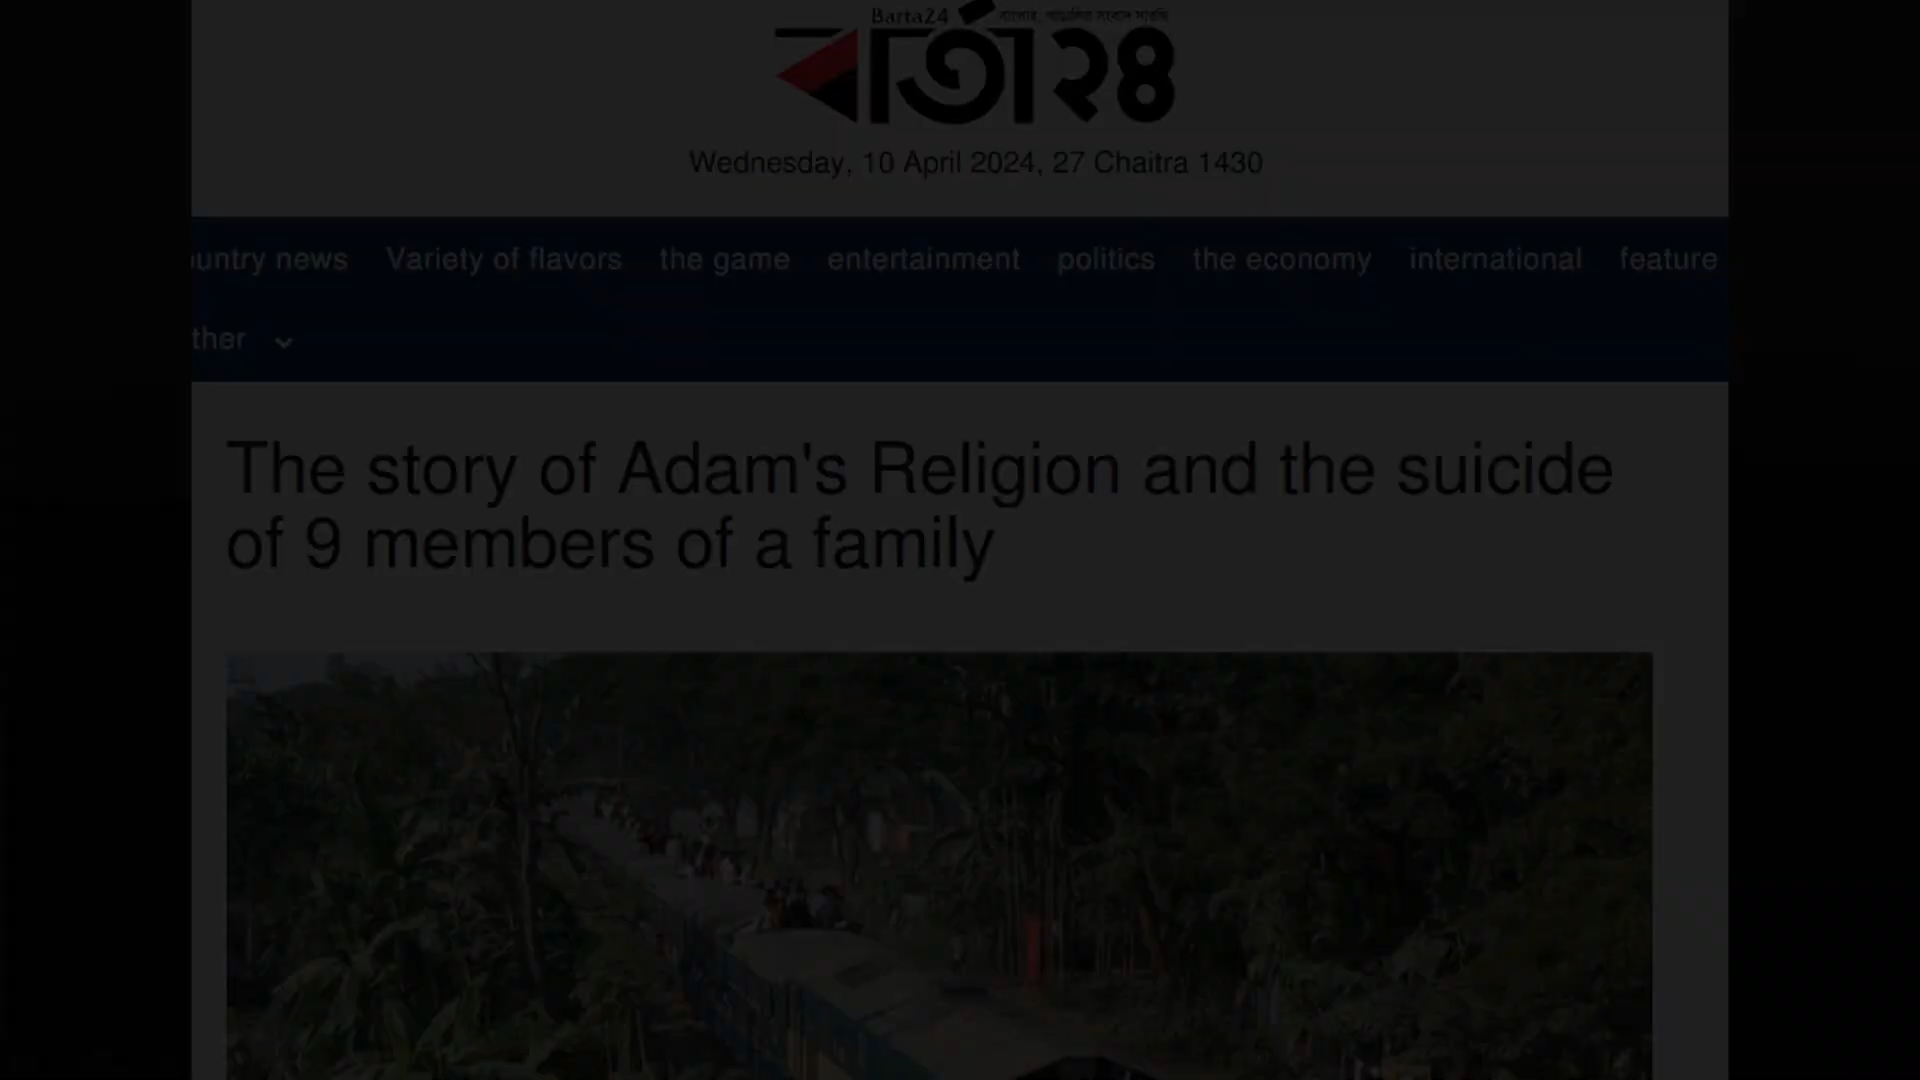 Barta24
বার্তা২৪
Wednesday, 10 April 2024, 27 Chaitra 1430
untry news Variety of flavors the game entertainment politics the economy international feature
ther
The story of Adam's Religion and the suicide
of 9 members of a family